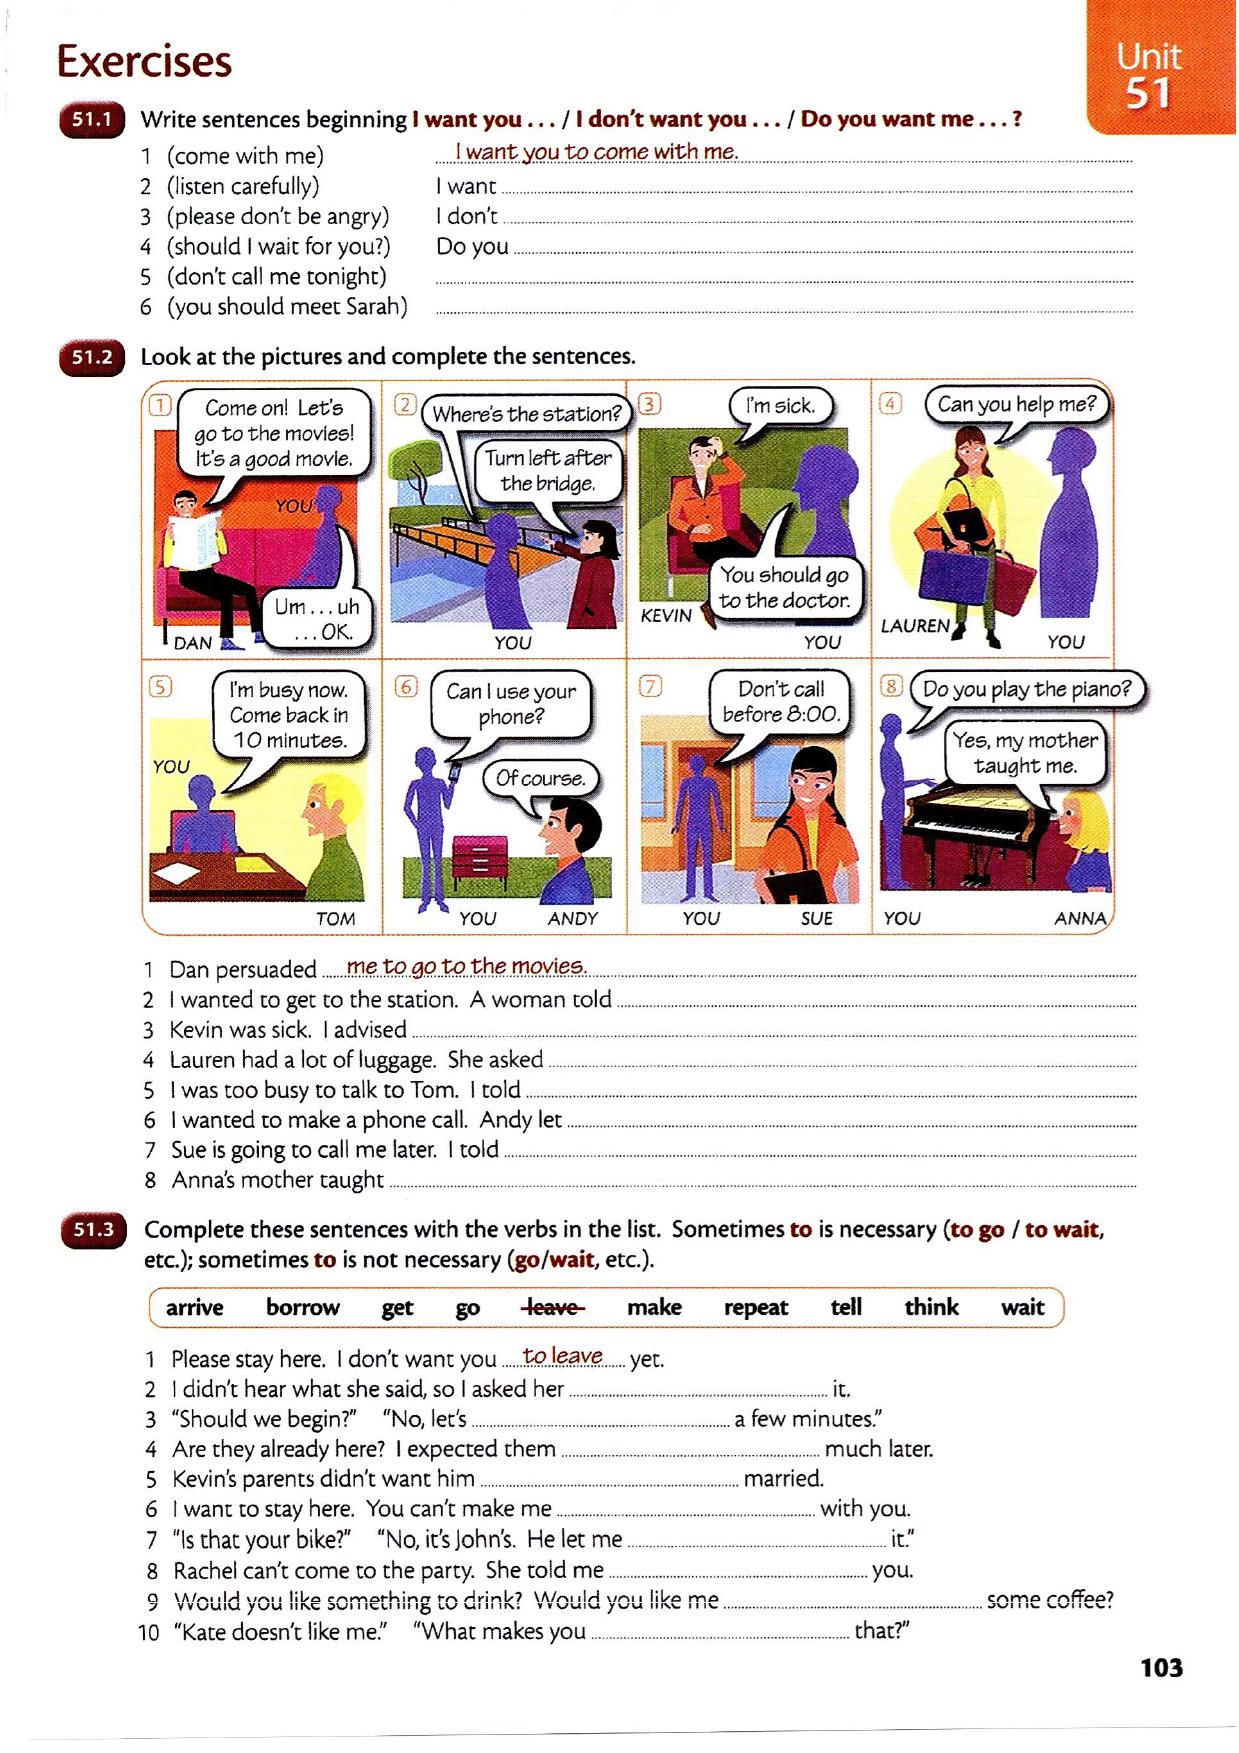 Exercises
Unit
51
51.1 Write sentences beginning I want you . . . / I don't want you . . . / Do you want me . . . ?
1 (come with me) I want you to come with me.
2 (listen carefully) I want
3 (please don't be angry) I don't
4 (should I wait for you?) Do you
5 (don't call me tonight)
6 (you should meet Sarah)
51.2 Look at the pictures and complete the sentences.
1
Come on! Let's
go to the movies!
It's a good movie.
YOU
Um . . . uh
. . . OK.
DAN
2
Where's the station?
Turn left after
the bridge.
YOU
3
I'm sick.
You should go
to the doctor.
KEVIN
YOU
4
Can you help me?
LAUREN
YOU
5
I'm busy now.
Come back in
10 minutes.
YOU
TOM
6
Can I use your
phone?
Of course.
YOU ANDY
7
Don't call
before 8:00.
YOU SUE
8
Do you play the piano?
Yes, my mother
taught me.
YOU ANNA
1 Dan persuaded me to go to the movies.
2 I wanted to get to the station. A woman told
3 Kevin was sick. I advised
4 Lauren had a lot of luggage. She asked
5 I was too busy to talk to Tom. I told
6 I wanted to make a phone call. Andy let
7 Sue is going to call me later. I told
8 Anna's mother taught
51.3 Complete these sentences with the verbs in the list. Sometimes to is necessary (to go / to wait,
etc.); sometimes to is not necessary (go/wait, etc.).
arrive borrow get go leave make repeat tell think wait
1 Please stay here. I don't want you to leave yet.
2 I didn't hear what she said, so I asked her it.
3 "Should we begin?" "No, let's a few minutes."
4 Are they already here? I expected them much later.
5 Kevin's parents didn't want him married.
6 I want to stay here. You can't make me with you.
7 "Is that your bike?" "No, it's John's. He let me it."
8 Rachel can't come to the party. She told me you.
9 Would you like something to drink? Would you like me some coffee?
10 "Kate doesn't like me." "What makes you that?"
103